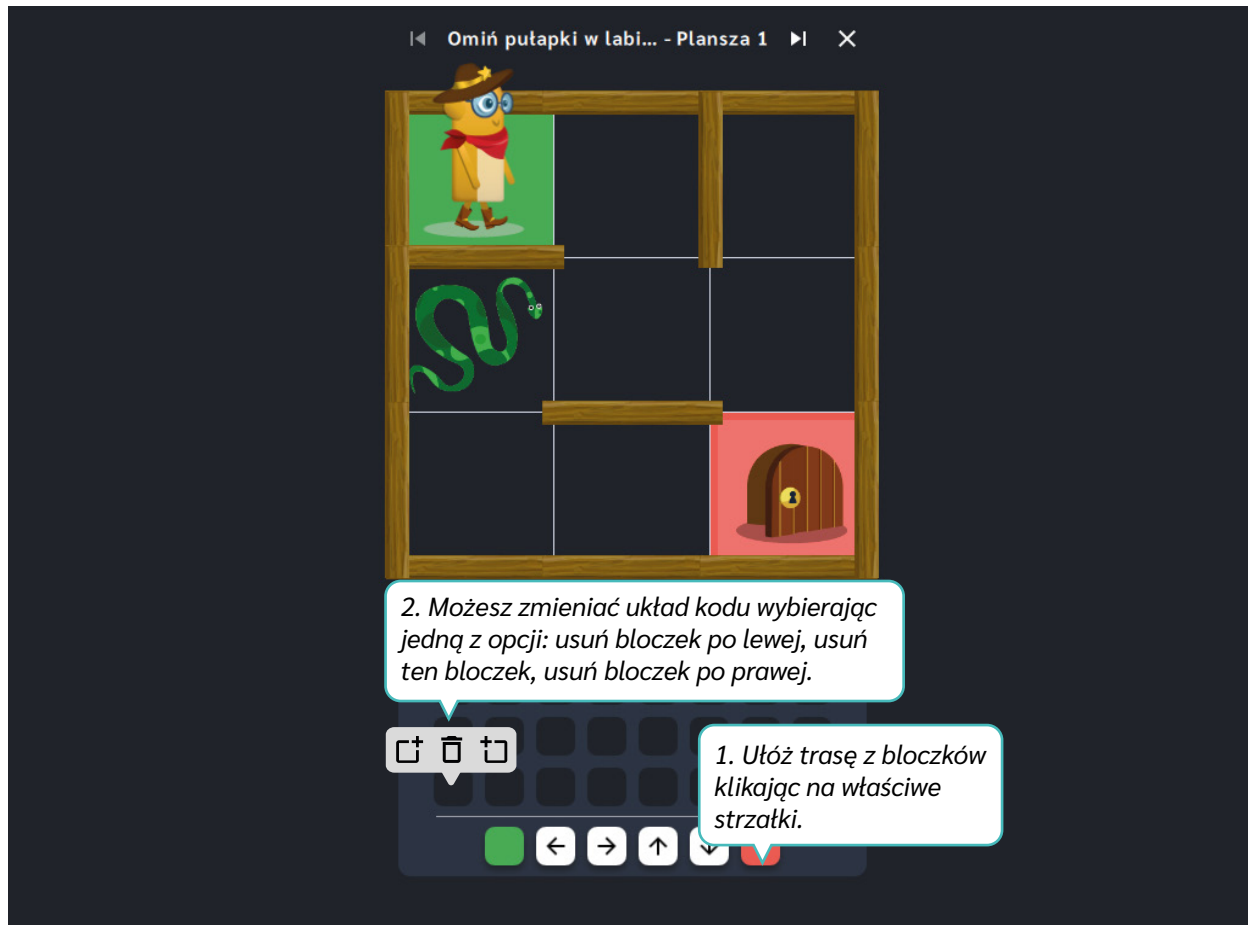 Omiń pułapki w labi... - Plansza 1
2. Możesz zmieniać układ kodu wybierając
jedną z opcji: usuń bloczek po lewej, usuń
ten bloczek, usuń bloczek po prawej.
1. Ułóż trasę z bloczków
klikając na właściwe
strzałki.